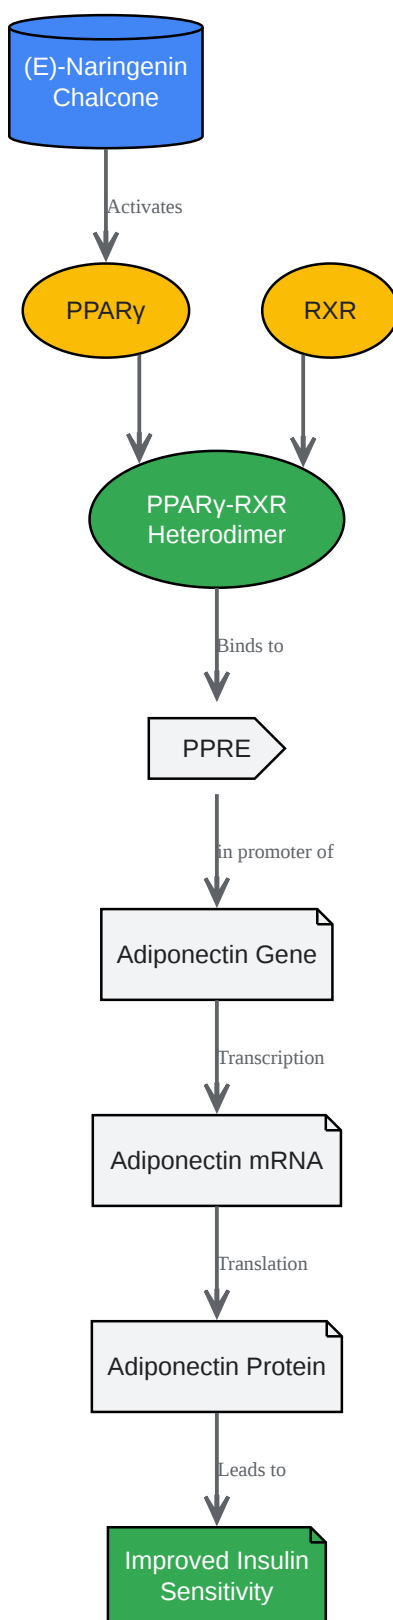 (E)-Naringenin
Chalcone
Activates
PPARγ
RXR
PPARγ-RXR
Heterodimer
Binds to
PPRE
in promoter of
Adiponectin Gene
Transcription
Adiponectin mRNA
Translation
Adiponectin Protein
Leads to
Improved Insulin
Sensitivity